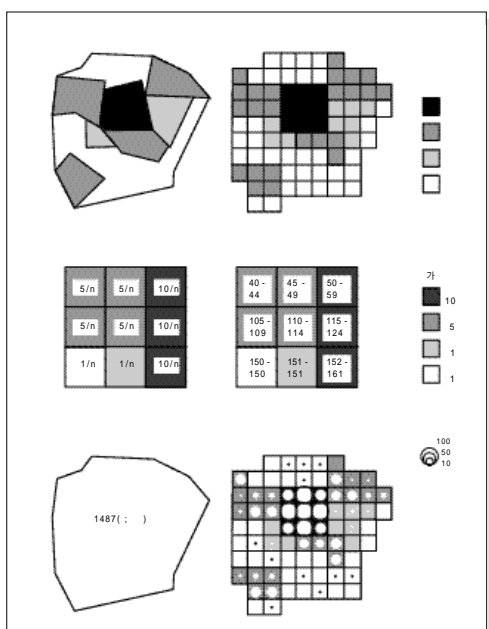 가
5/n 5/n 10/n
5/n 5/n 10/n
1/n 1/n 10/n
40 - 44
45 - 49
50 - 59
105 - 109
110 - 114
115 - 124
150 - 150
151 - 151
152 - 161
10
5
1
1
100
50
10
1487( ; )